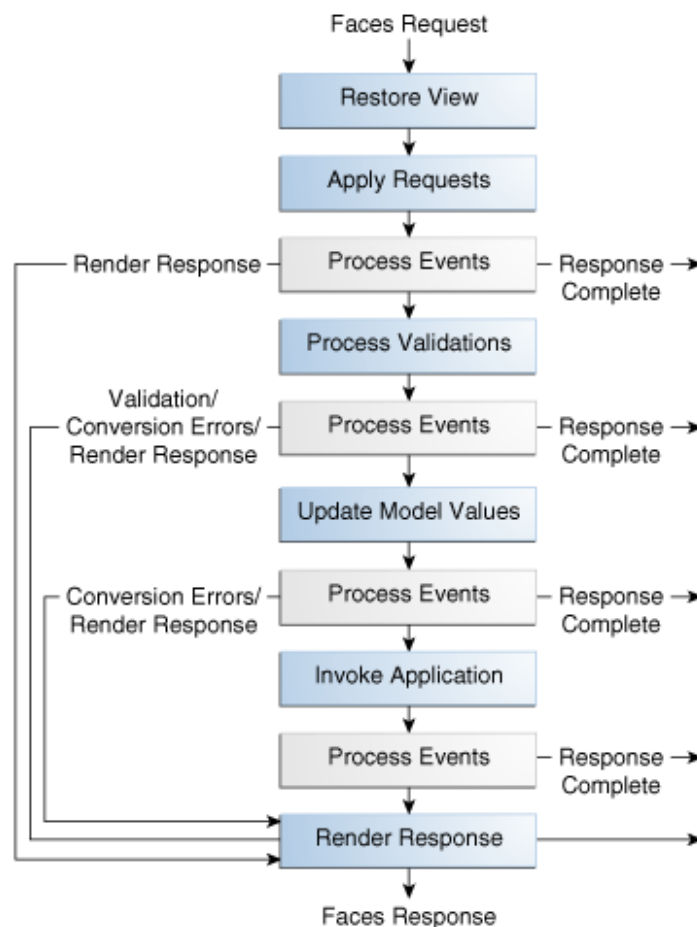 Faces Request
Restore View
Apply Requests
Render Response
Process Events
Response
Complete
Process Validations
Validation/
Conversion Errors/
Render Response
Process Events
Response
Complete
Update Model Values
Conversion Errors/
Render Response
Process Events
Response
Complete
Invoke Application
Process Events
Response
Complete
Render Response
Faces Response